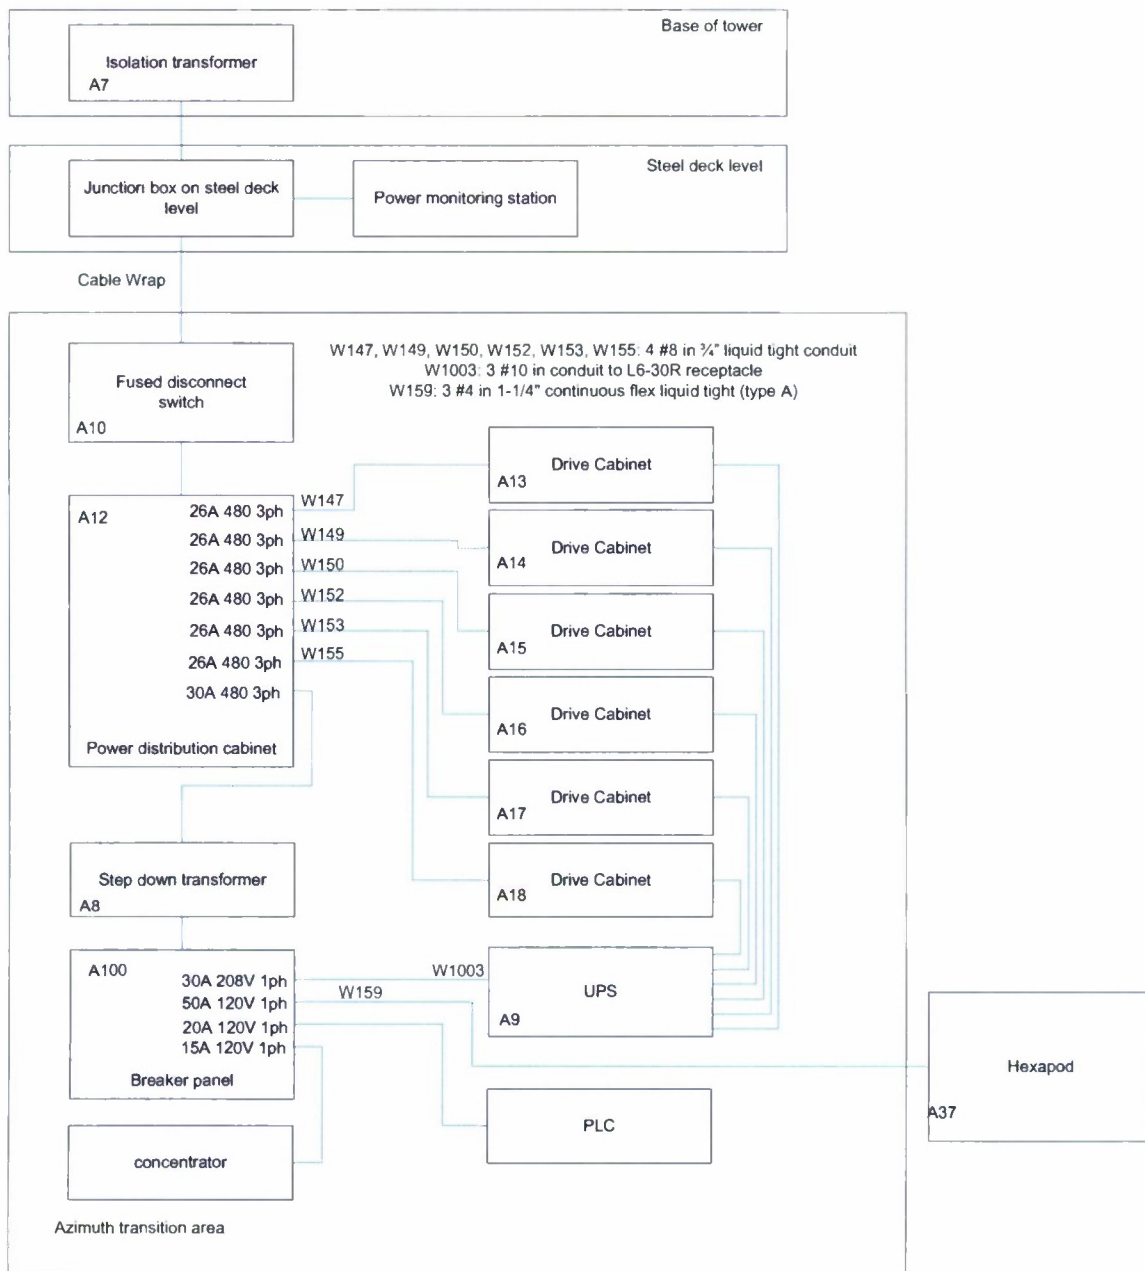 Base of tower
Isolation transformer
A7
Steel deck level
Junction box on steel deck
level
Power monitoring station
Cable Wrap
W147, W149, W150, W152, W153, W155: 4 #8 in ¾" liquid tight conduit
W1003: 3 #10 in conduit to L6-30R receptacle
W159: 3 #4 in 1-1/4" continuous flex liquid tight (type A)
Fused disconnect
switch
A10
Drive Cabinet
A13
A12
26A 480 3ph
W147
26A 480 3ph
W149
26A 480 3ph
W150
26A 480 3ph
W152
26A 480 3ph
W153
26A 480 3ph
W155
30A 480 3ph
Power distribution cabinet
Drive Cabinet
A14
Drive Cabinet
A15
Drive Cabinet
A16
Drive Cabinet
A17
Drive Cabinet
A18
Step down transformer
A8
A100
30A 208V 1ph
W1003
50A 120V 1ph
W159
20A 120V 1ph
15A 120V 1ph
Breaker panel
UPS
A9
Hexapod
A37
PLC
concentrator
Azimuth transition area